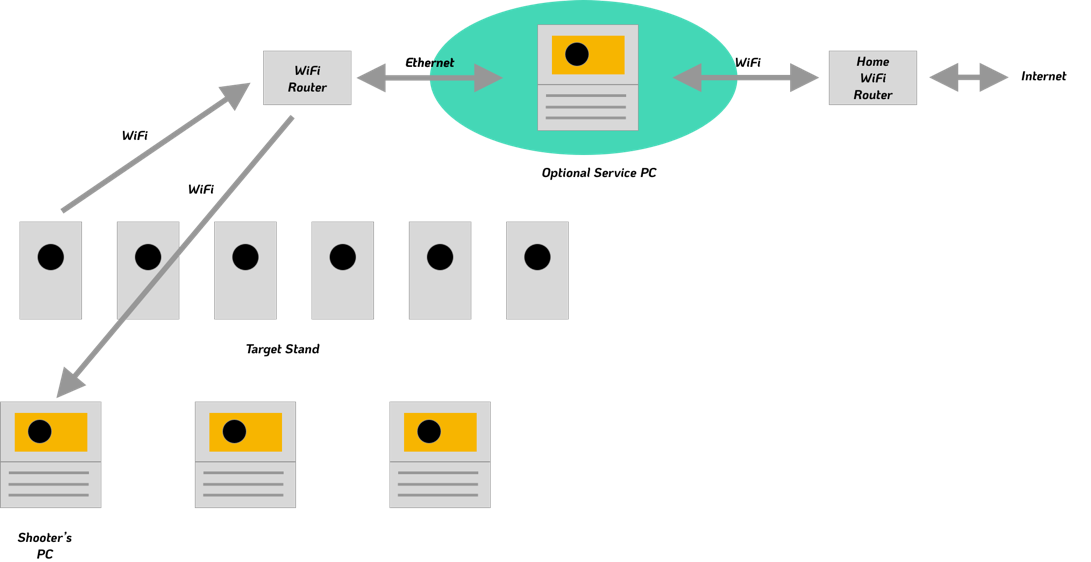 WiFi
Router
Ethernet
WiFi
Home
WiFi
Router
Internet
WiFi
Optional Service PC
WiFi
Target Stand
Shooter's
PC